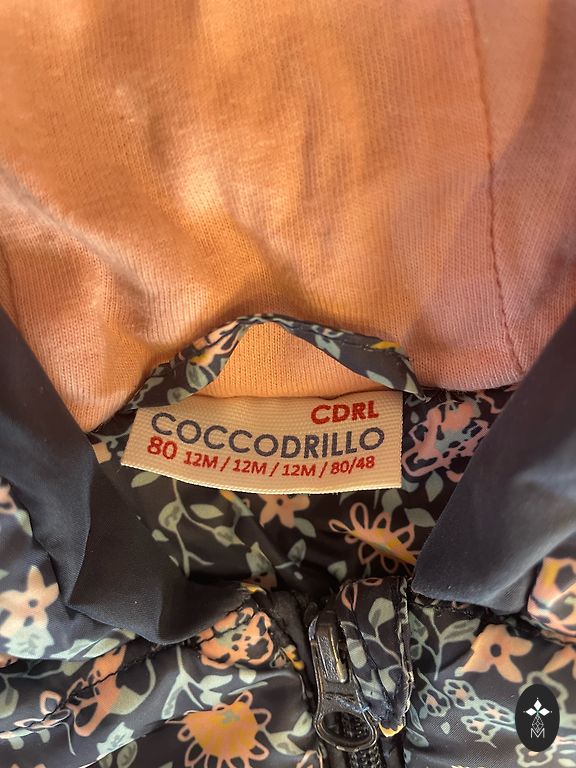 CDRL
COCCODRILLO
80 12M / 12M / 12M / 80/48
M